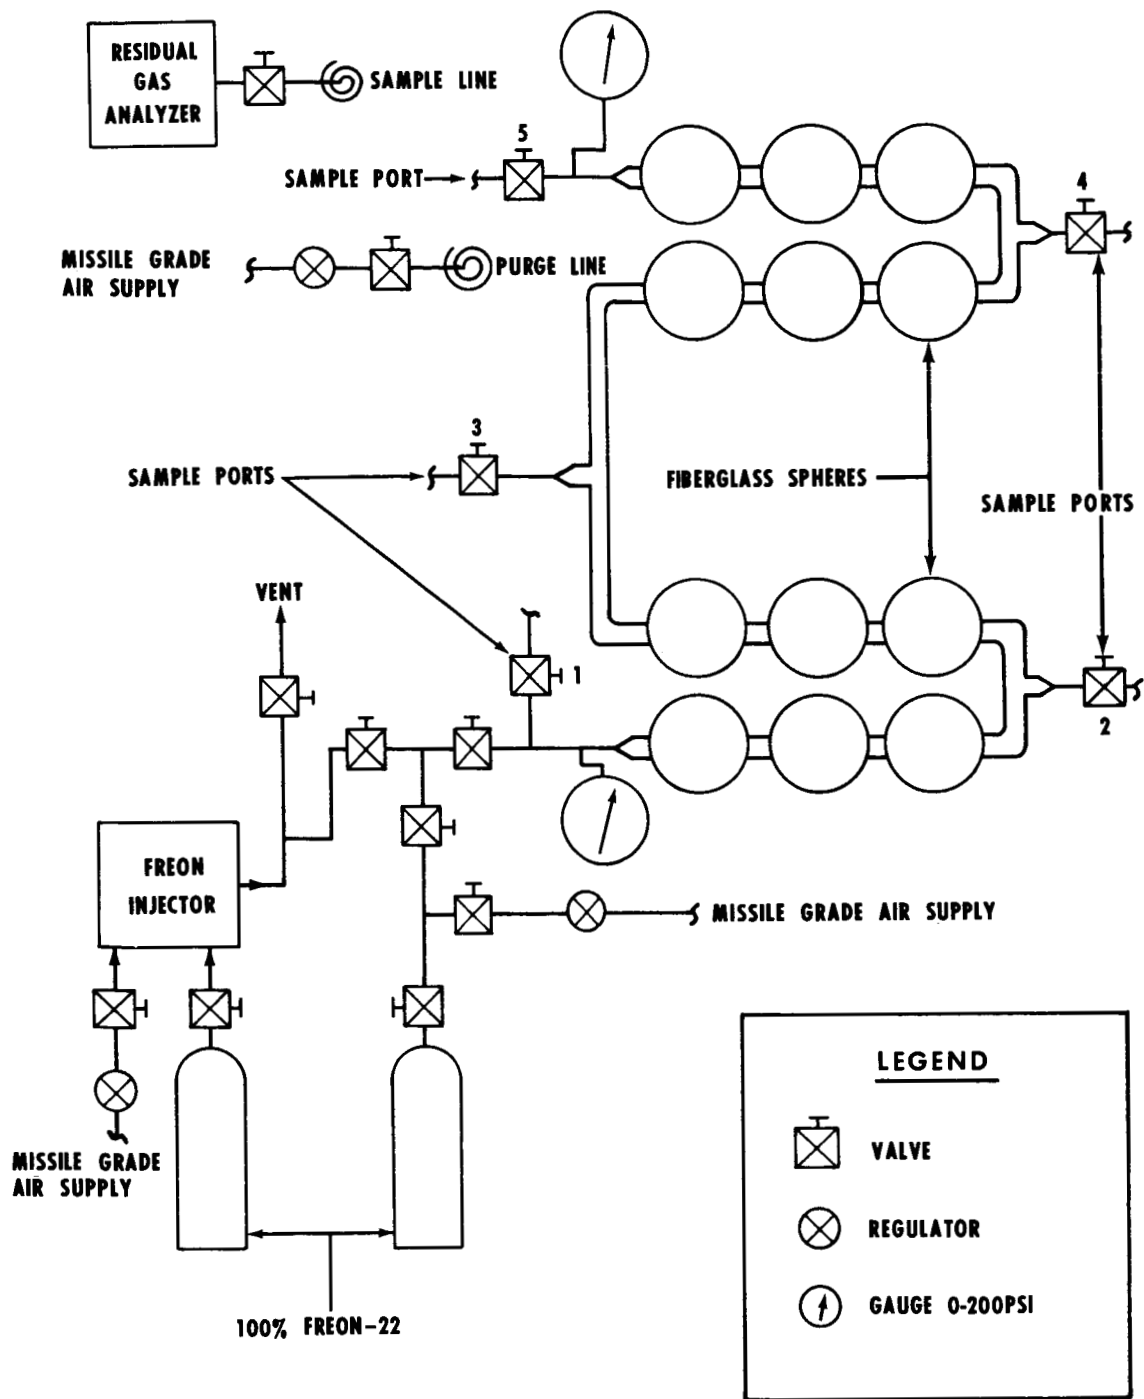 RESIDUAL
GAS
ANALYZER
SAMPLE LINE
5
SAMPLE PORT
4
MISSILE GRADE
AIR SUPPLY
PURGE LINE
3
SAMPLE PORTS
FIBERGLASS SPHERES
SAMPLE PORTS
VENT
1
2
FREON
INJECTOR
MISSILE GRADE AIR SUPPLY
MISSILE GRADE
AIR SUPPLY
100% FREON-22
LEGEND
VALVE
REGULATOR
GAUGE 0-200PSI